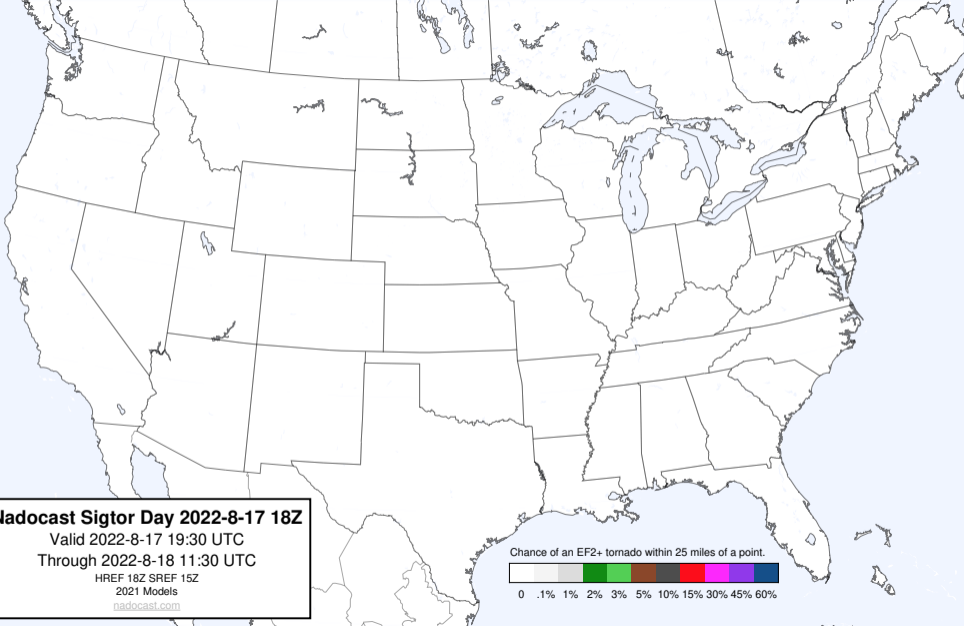 Nadocast Sigtor Day 2022-8-17 18Z
Valid 2022-8-17 19:30 UTC
Through 2022-8-18 11:30 UTC
HREF 18Z SREF 15Z
2021 Models
nadocast.com
Chance of an EF2+ tornado within 25 miles of a point.
0 .1% 1% 2% 3% 5% 10% 15% 30% 45% 60%